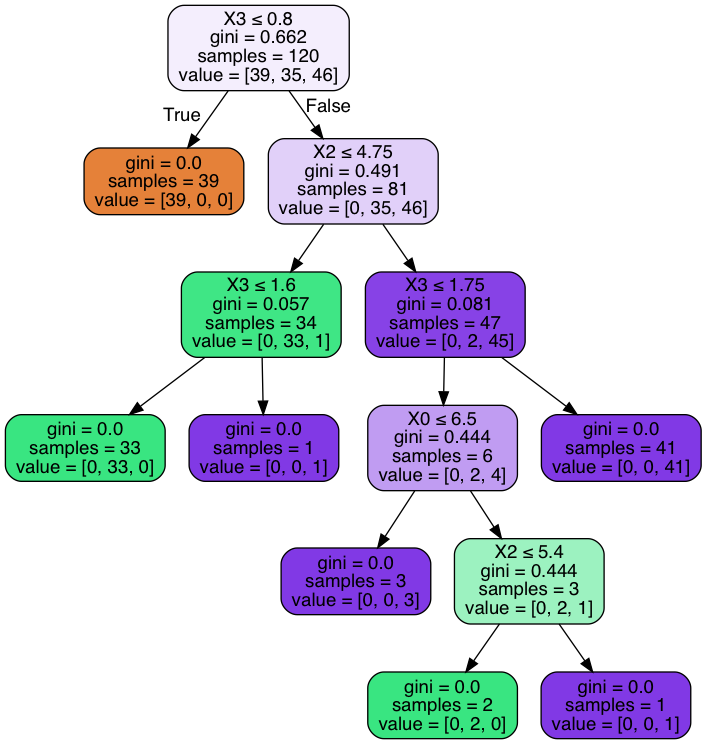 X3 ≤ 0.8
gini = 0.662
samples = 120
value = [39, 35, 46]
True
False
gini = 0.0
samples = 39
value = [39, 0, 0]
X2 ≤ 4.75
gini = 0.491
samples = 81
value = [0, 35, 46]
X3 ≤ 1.6
gini = 0.057
samples = 34
value = [0, 33, 1]
X3 ≤ 1.75
gini = 0.081
samples = 47
value = [0, 2, 45]
gini = 0.0
samples = 33
value = [0, 33, 0]
gini = 0.0
samples = 1
value = [0, 0, 1]
X0 ≤ 6.5
gini = 0.444
samples = 6
value = [0, 2, 4]
gini = 0.0
samples = 41
value = [0, 0, 41]
gini = 0.0
samples = 3
value = [0, 0, 3]
X2 ≤ 5.4
gini = 0.444
samples = 3
value = [0, 2, 1]
gini = 0.0
samples = 2
value = [0, 2, 0]
gini = 0.0
samples = 1
value = [0, 0, 1]